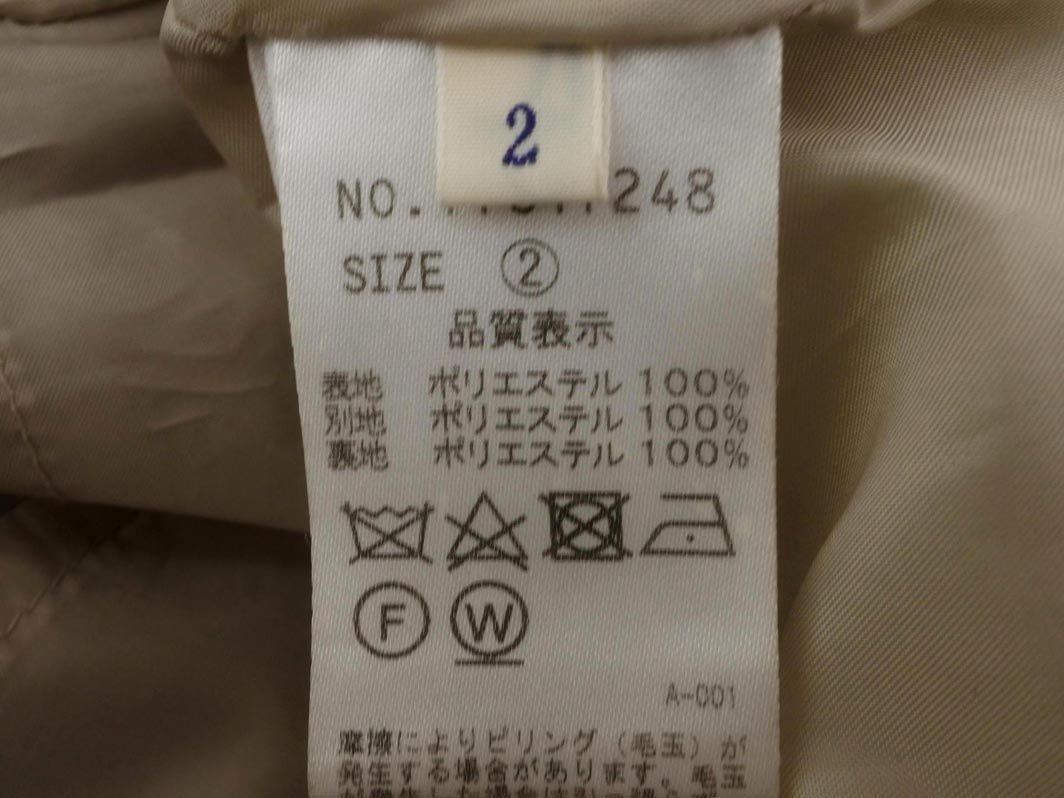 2
NO. 248
SIZE ②
品質表示
表地 ポリエステル 100%
別地 ポリエステル 100%
裏地 ポリエステル 100%
F W
A-001
摩擦によりピリング(毛玉)が
発生する場合があります。毛玉